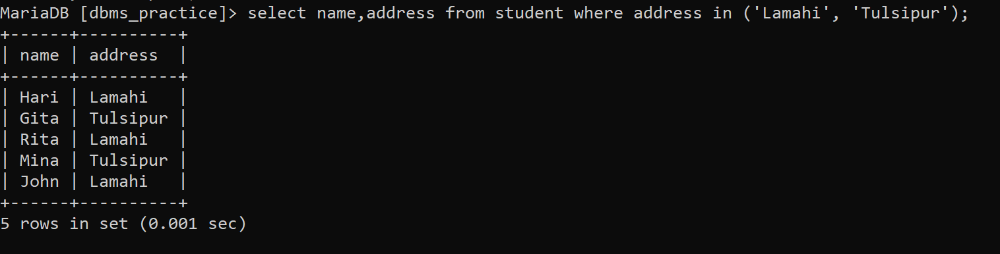 MariaDB [dbms_practice]> select name,address from student where address in ('Lamahi', 'Tulsipur');
+------+----------+
| name | address  |
+------+-----------+
| Hari | Lamahi   |
| Gita | Tulsipur |
| Rita | Lamahi   |
| Mina | Tulsipur |
| John | Lamahi   |
+------+----------+
5 rows in set (0.001 sec)